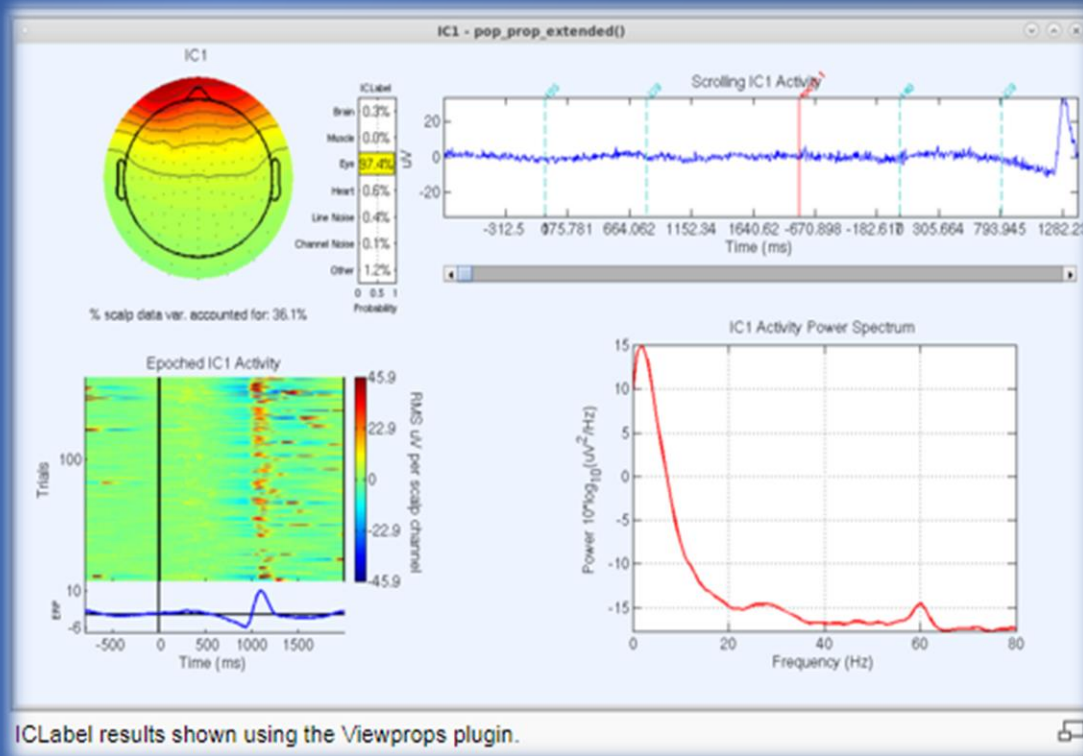 IC1 - pop_prop_extended()
IC1
ICLabel
Brain 0.3%
Muscle 0.0%
Eye 97.4%
Heart 0.6%
Line Noise 0.4%
Channel Noise 0.1%
Other 1.2%
0 0.5 1
Probability
% scalp data var. accounted for: 36.1%
Scrolling IC1 Activity
uV
20
0
-20
-312.5 175.781 664.062 1152.34 1640.62 -670.898 -182.617 305.664 793.945
Time (ms)
Epoched IC1 Activity
Trials
100
45.9
22.9
0
-22.9
-45.9
RMS uV per scalp channel
ERP
10
-6
-500 0 500 1000 1500
Time (ms)
IC1 Activity Power Spectrum
Power 10*log10(uV2/Hz)
15
10
5
0
-5
-10
-15
0 20 40 60 80
Frequency (Hz)
ICLabel results shown using the Viewprops plugin.